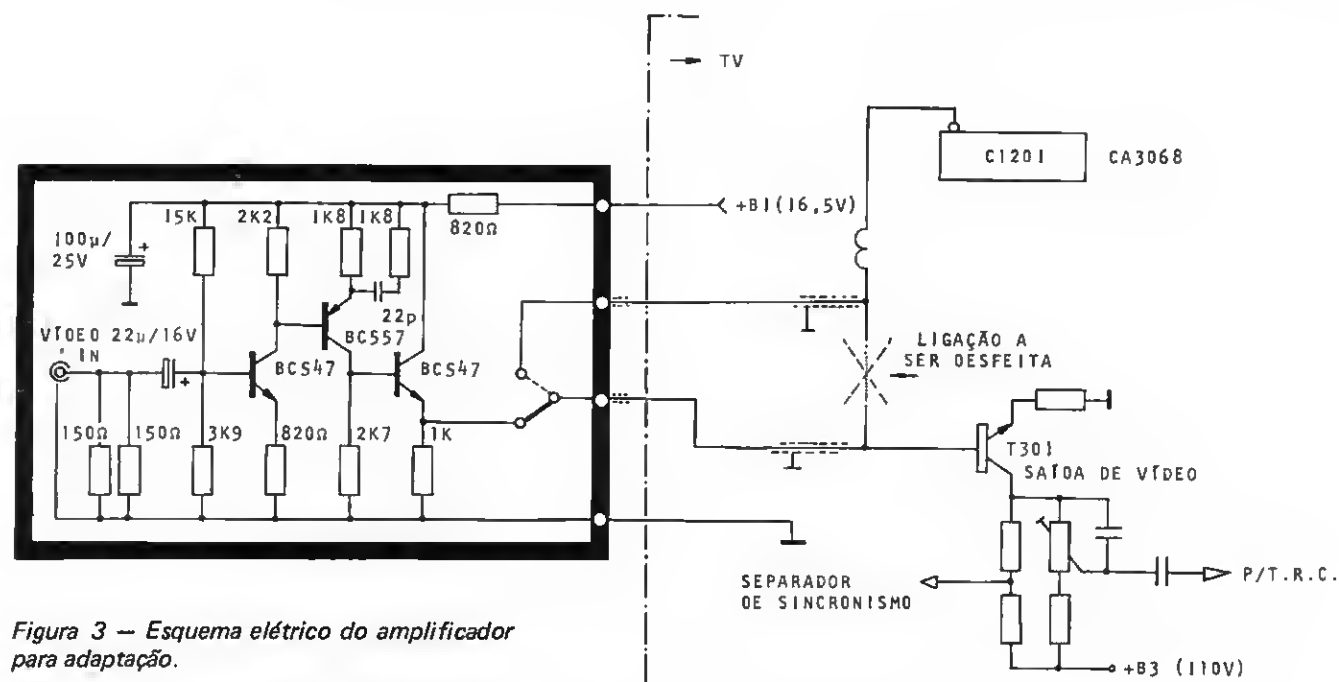 TV
C1201
CA3068
+B1(16,5V)
15K
2K2
1K8
1K8
820Ω
100µ/
25V
+
22p
BC557
VÍDEO
IN
22µ/16V
+
BC547
BC547
LIGAÇÃO A
SER DESFEITA
150Ω
150Ω
3K9
820Ω
2K7
1K
T301
SAÍDA DE VÍDEO
SEPARADOR
DE SINCRONISMO
P/T.R.C.
+B3 (110V)
Figura 3 — Esquema elétrico do amplificador
para adaptação.